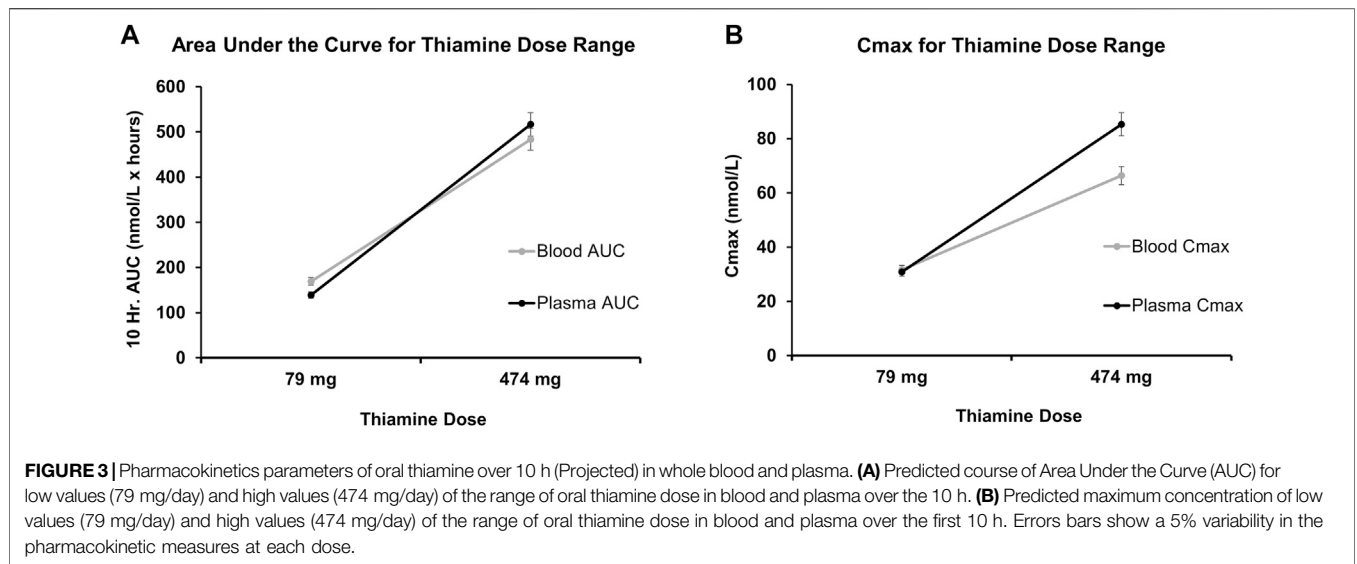 A
Area Under the Curve for Thiamine Dose Range
10 Hr. AUC (nmol/L x hours)
600
500
400
300
200
100
0
Blood AUC
Plasma AUC
79 mg
474 mg
Thiamine Dose
B
Cmax for Thiamine Dose Range
Cmax (nmol/L)
100
80
60
40
20
0
Blood Cmax
Plasma Cmax
79 mg
474 mg
Thiamine Dose
FIGURE 3 | Pharmacokinetics parameters of oral thiamine over 10 h (Projected) in whole blood and plasma. (A) Predicted course of Area Under the Curve (AUC) for
low values (79 mg/day) and high values (474 mg/day) of the range of oral thiamine dose in blood and plasma over the 10 h. (B) Predicted maximum concentration of low
values (79 mg/day) and high values (474 mg/day) of the range of oral thiamine dose in blood and plasma over the first 10 h. Errors bars show a 5% variability in the
pharmacokinetic measures at each dose.